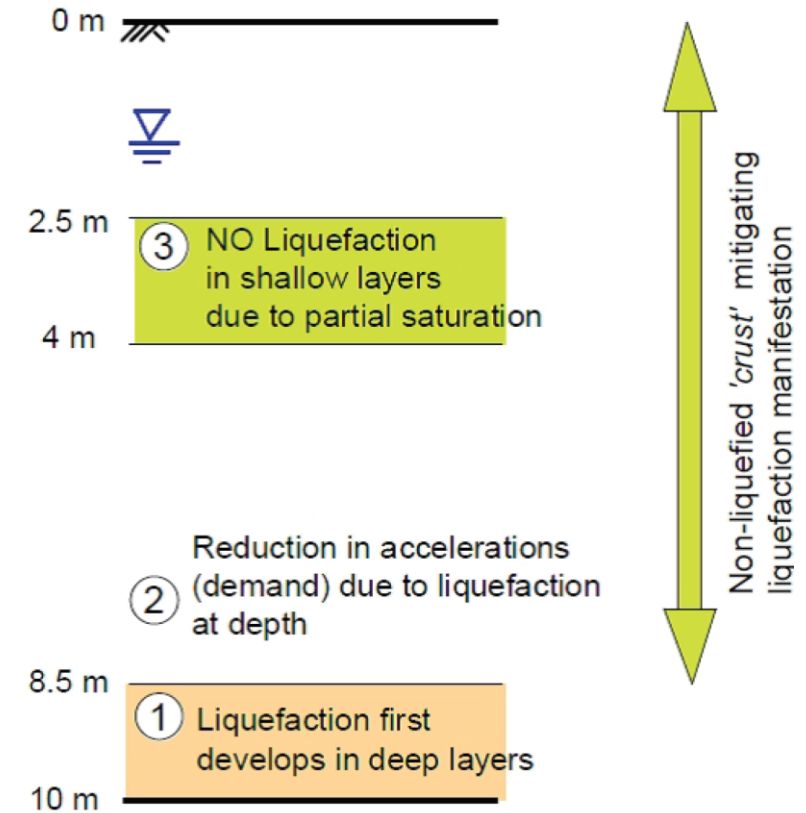 0 m
2.5 m
3
NO Liquefaction
in shallow layers
due to partial saturation
4 m
Reduction in accelerations
2
(demand) due to liquefaction
at depth
8.5 m
1
Liquefaction first
develops in deep layers
10 m
Non-liquefied 'crust' mitigating
liquefaction manifestation